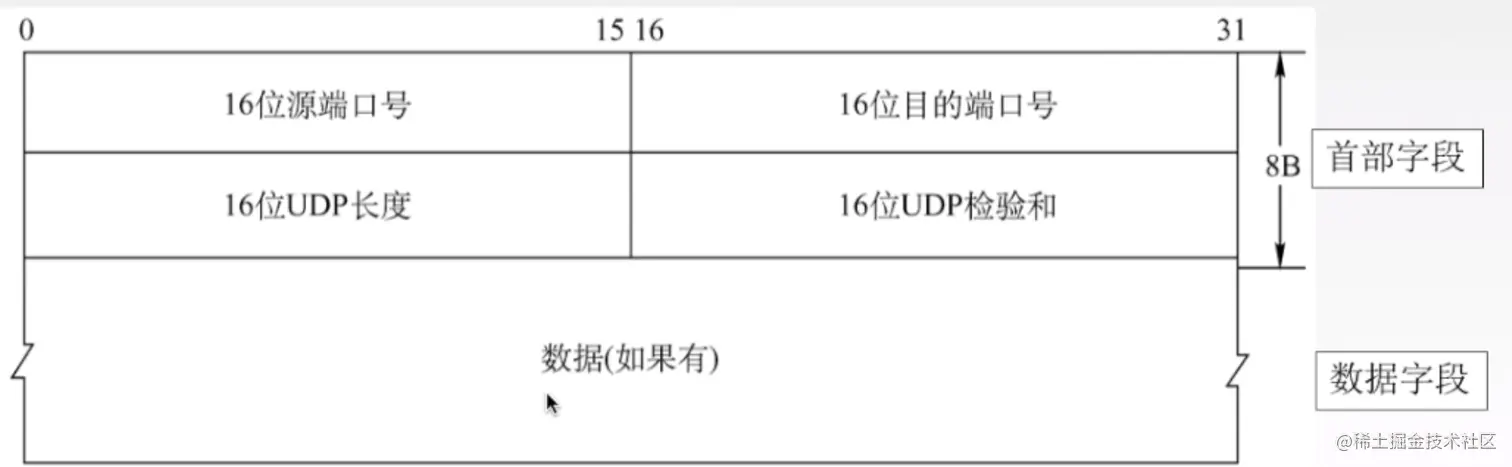 0 15 16 31
16位源端口号 16位目的端口号
8B 首部字段
16位UDP长度 16位UDP检验和
数据(如果有)
数据字段
@稀土掘金技术社区